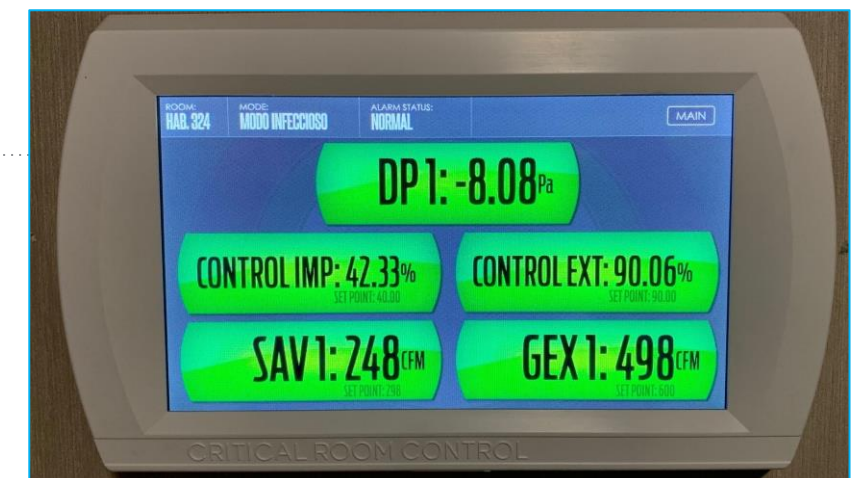 ROOM:
HAB. 324
MODE:
MODO INFECCIOSO
ALARM STATUS:
NORMAL
MAIN
DP 1: -8.08Pa
CONTROL IMP: 42.33%
SET POINT: 40.00
CONTROL EXT: 90.06%
SET POINT: 90.00
SAV 1: 248CFM
SET POINT: 298
GEX 1: 498CFM
SET POINT: 600
CRITICAL ROOM CONTROL